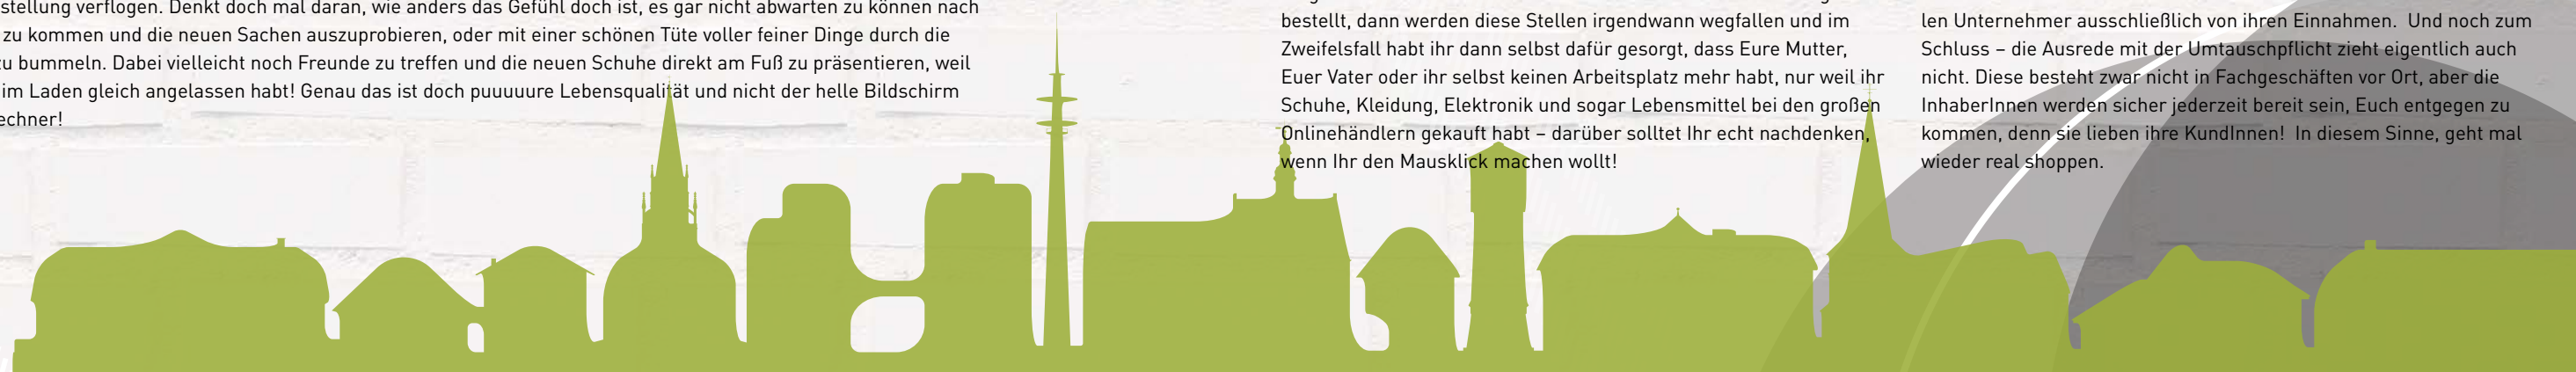 stellung verflogen. Denkt doch mal daran, wie anders das Gefühl doch ist, es gar nicht abwarten zu können nach
zu kommen und die neuen Sachen auszuprobieren, oder mit einer schönen Tüte voller feiner Dinge durch die
zu bummeln. Dabei vielleicht noch Freunde zu treffen und die neuen Schuhe direkt am Fuß zu präsentieren, weil
im Laden gleich angelassen habt! Genau das ist doch puuuuure Lebensqualität und nicht der helle Bildschirm
echner!
bestellt, dann werden diese Stellen irgendwann wegfallen und im
Zweifelsfall habt ihr dann selbst dafür gesorgt, dass Eure Mutter,
Euer Vater oder ihr selbst keinen Arbeitsplatz mehr habt, nur weil ihr
Schuhe, Kleidung, Elektronik und sogar Lebensmittel bei den großen
Onlinehändlern gekauft habt – darüber solltet Ihr echt nachdenken,
wenn Ihr den Mausklick machen wollt!
len Unternehmer ausschließlich von ihren Einnahmen.  Und noch zum
Schluss – die Ausrede mit der Umtauschpflicht zieht eigentlich auch
nicht. Diese besteht zwar nicht in Fachgeschäften vor Ort, aber die
InhaberInnen werden sicher jederzeit bereit sein, Euch entgegen zu
kommen, denn sie lieben ihre KundInnen!  In diesem Sinne, geht mal
wieder real shoppen.